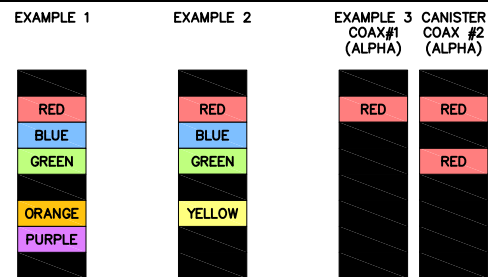 EXAMPLE 1
RED
BLUE
GREEN
ORANGE
PURPLE
EXAMPLE 2
RED
BLUE
GREEN
YELLOW
EXAMPLE 3 CANISTER
COAX#1 COAX #2
(ALPHA) (ALPHA)
RED RED
RED